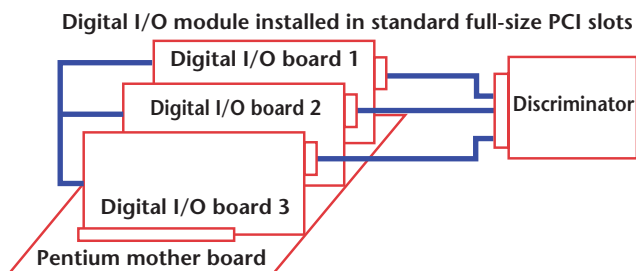 Digital I/O module installed in standard full-size PCI slots
Digital I/O board 1
Digital I/O board 2
Discriminator
Digital I/O board 3
Pentium mother board